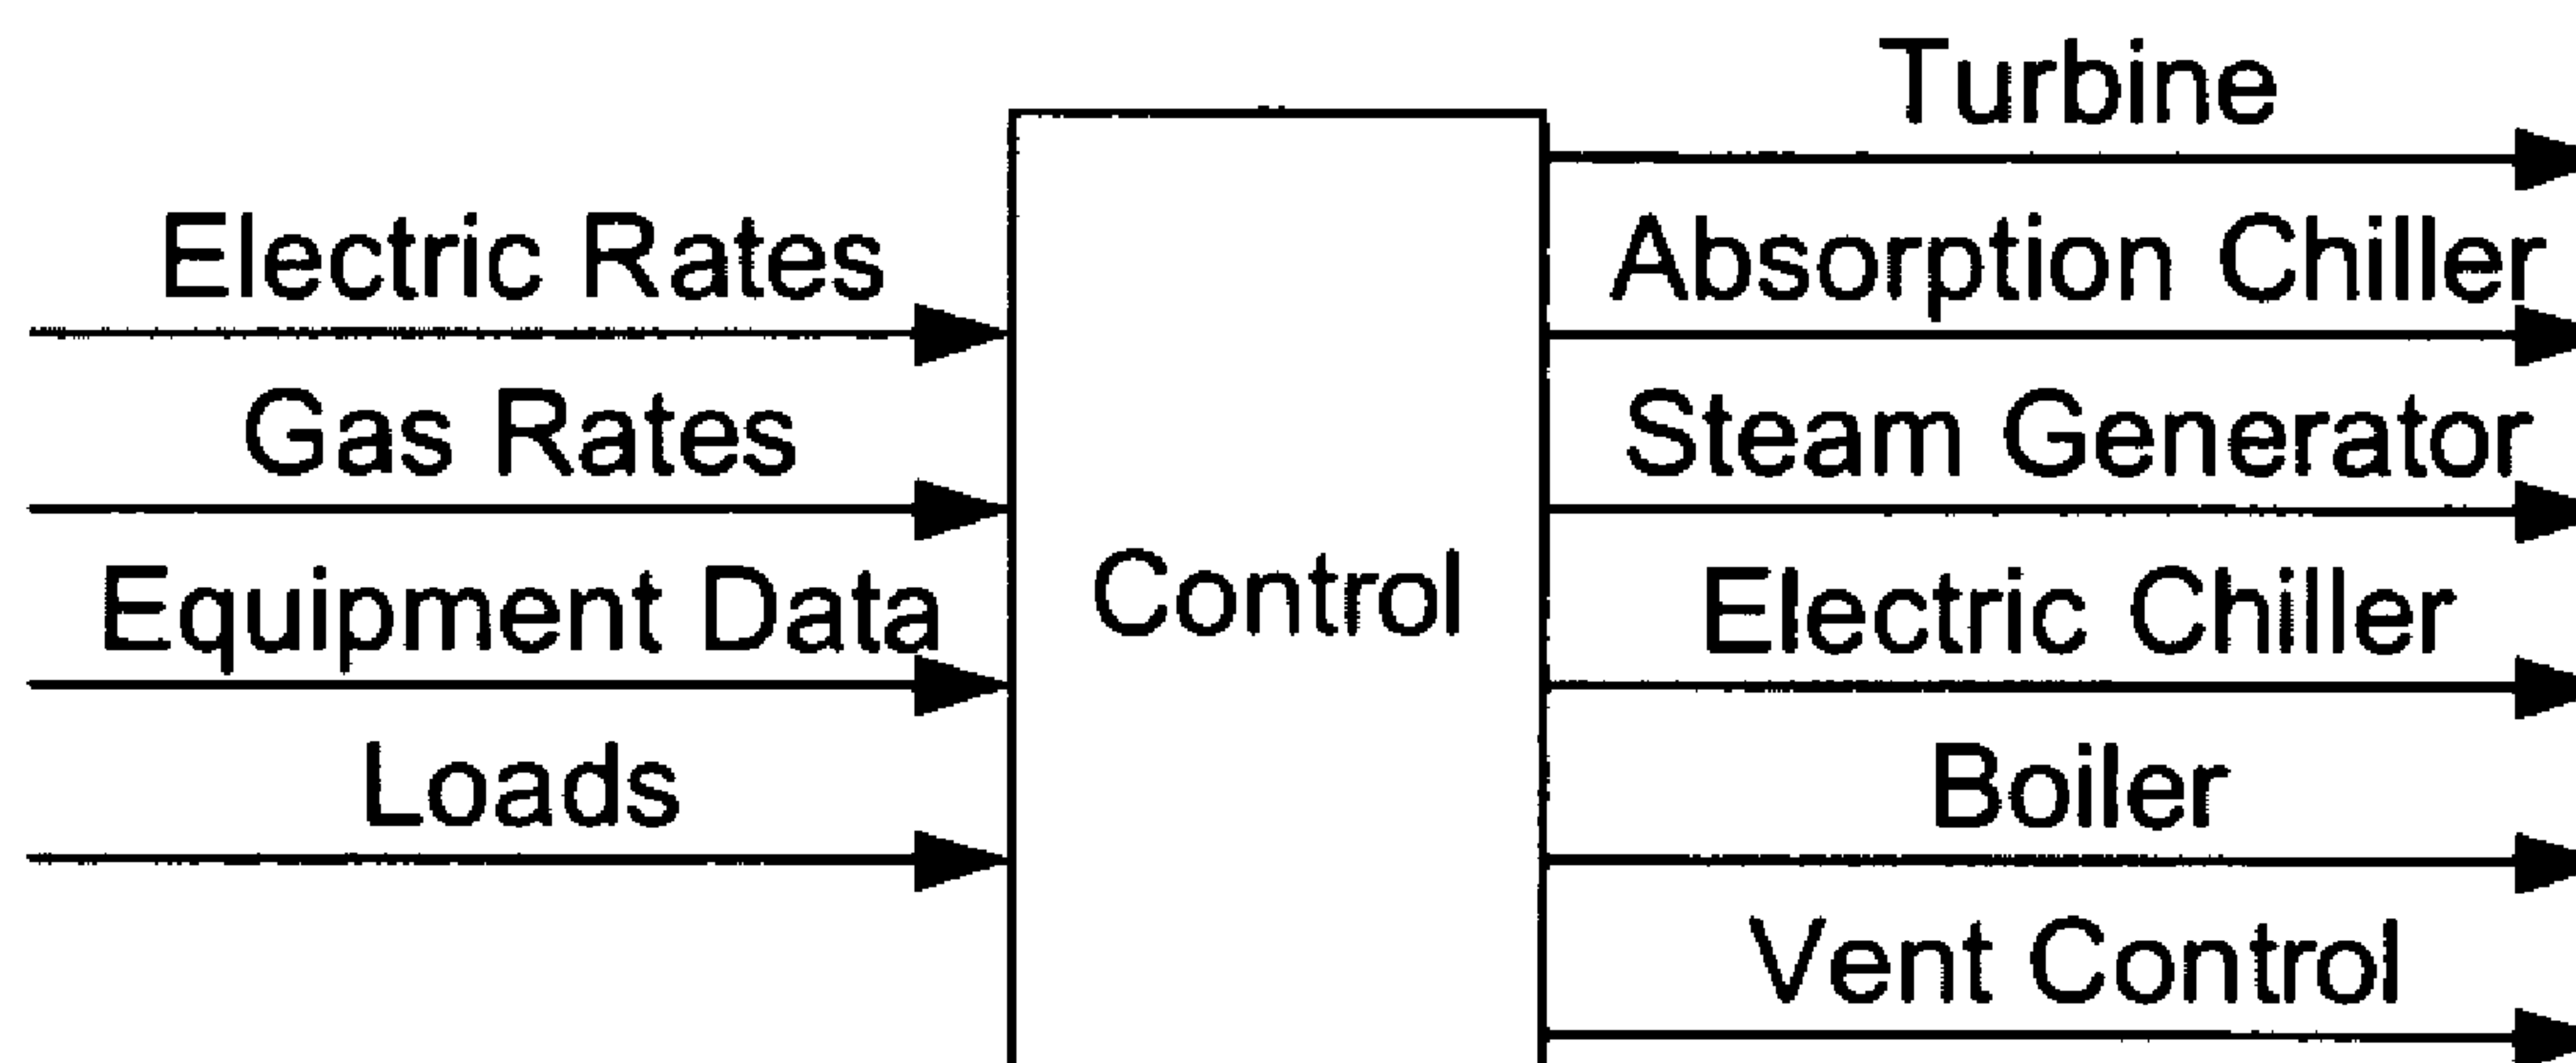 Turbine
Electric Rates
Absorption Chiller
Gas Rates
Steam Generator
Equipment Data
Control
Electric Chiller
Loads
Boiler
Vent Control